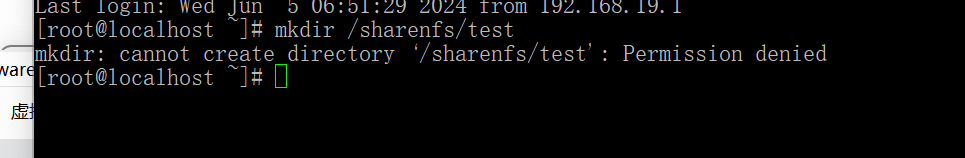 Last login: Wed Jun  5 06:51:29 2024 from 192.168.19.1
[root@localhost ~]# mkdir /sharenfs/test
mkdir: cannot create directory ‘/sharenfs/test’: Permission denied
ware
[root@localhost ~]#
虚